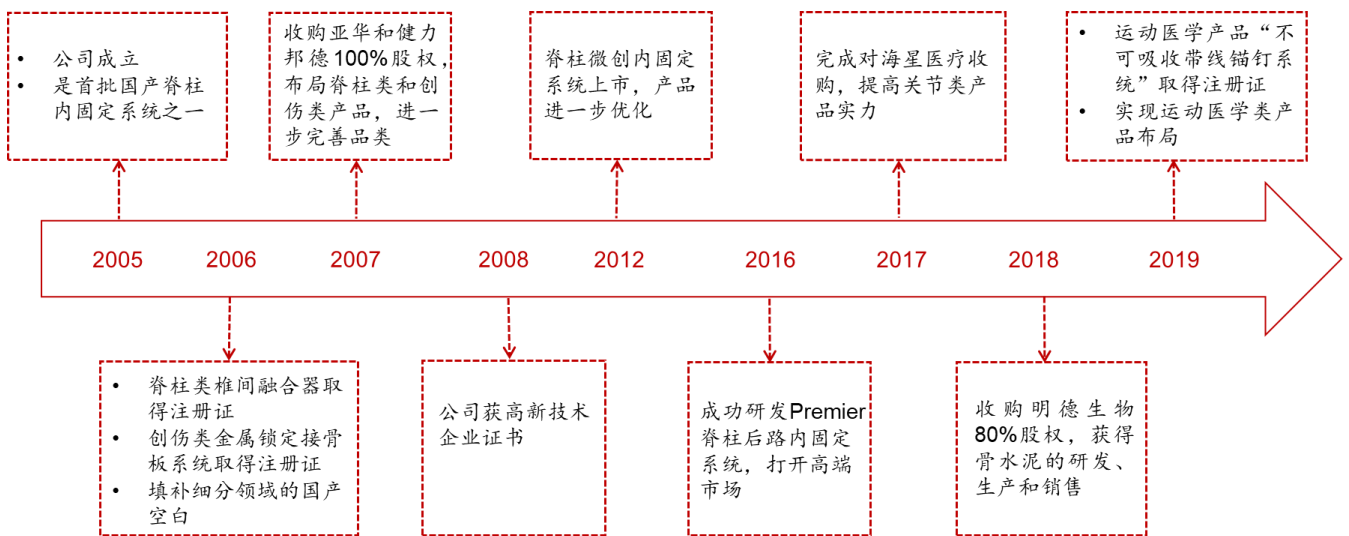 • 公司成立
• 是首批国产脊柱
内固定系统之一
收购亚华和健力
邦德100%股权，
布局脊柱类和创
伤类产品，进一
步完善品类
脊柱微创内固定
系统上市，产品
进一步优化
完成对海星医疗收
购，提高关节类产
品实力
• 运动医学产品“不
可吸收带线锚钉系
统”取得注册证
• 实现运动医学类产
品布局
2005 2006 2007 2008 2012 2016 2017 2018 2019
• 脊柱类椎间融合器取
得注册证
• 创伤类金属锁定接骨
板系统取得注册证
• 填补细分领域的国产
空白
公司获高新技术
企业证书
成功研发Premier
脊柱后路内固定
系统，打开高端
市场
收购明德生物
80%股权，获得
骨水泥的研发、
生产和销售